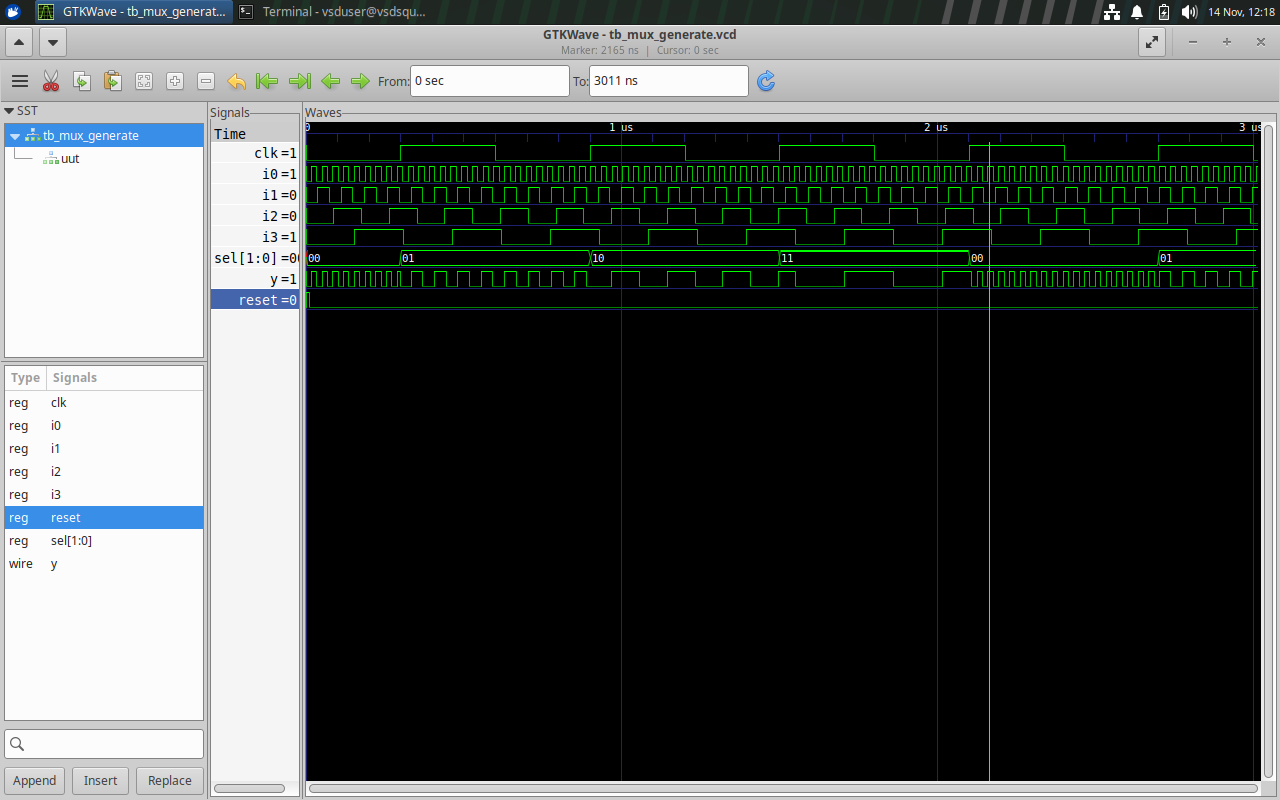 GTKWave - tb_mux_generat... Terminal - vsduser@vsdsqu... 14 Nov, 12:18
GTKWave - tb_mux_generate.vcd
Marker: 2165 ns | Cursor: 0 sec
From: 0 sec To: 3011 ns
SST
tb_mux_generate
uut
Type Signals
reg clk
reg i0
reg i1
reg i2
reg i3
reg reset
reg sel[1:0]
wire y
Append Insert Replace
Signals
Time
clk=1
i0=1
i1=0
i2=0
i3=1
sel[1:0]=00
y=1
reset=0
Waves
0 1 us 2 us 3 us
00 01 10 11 00 01